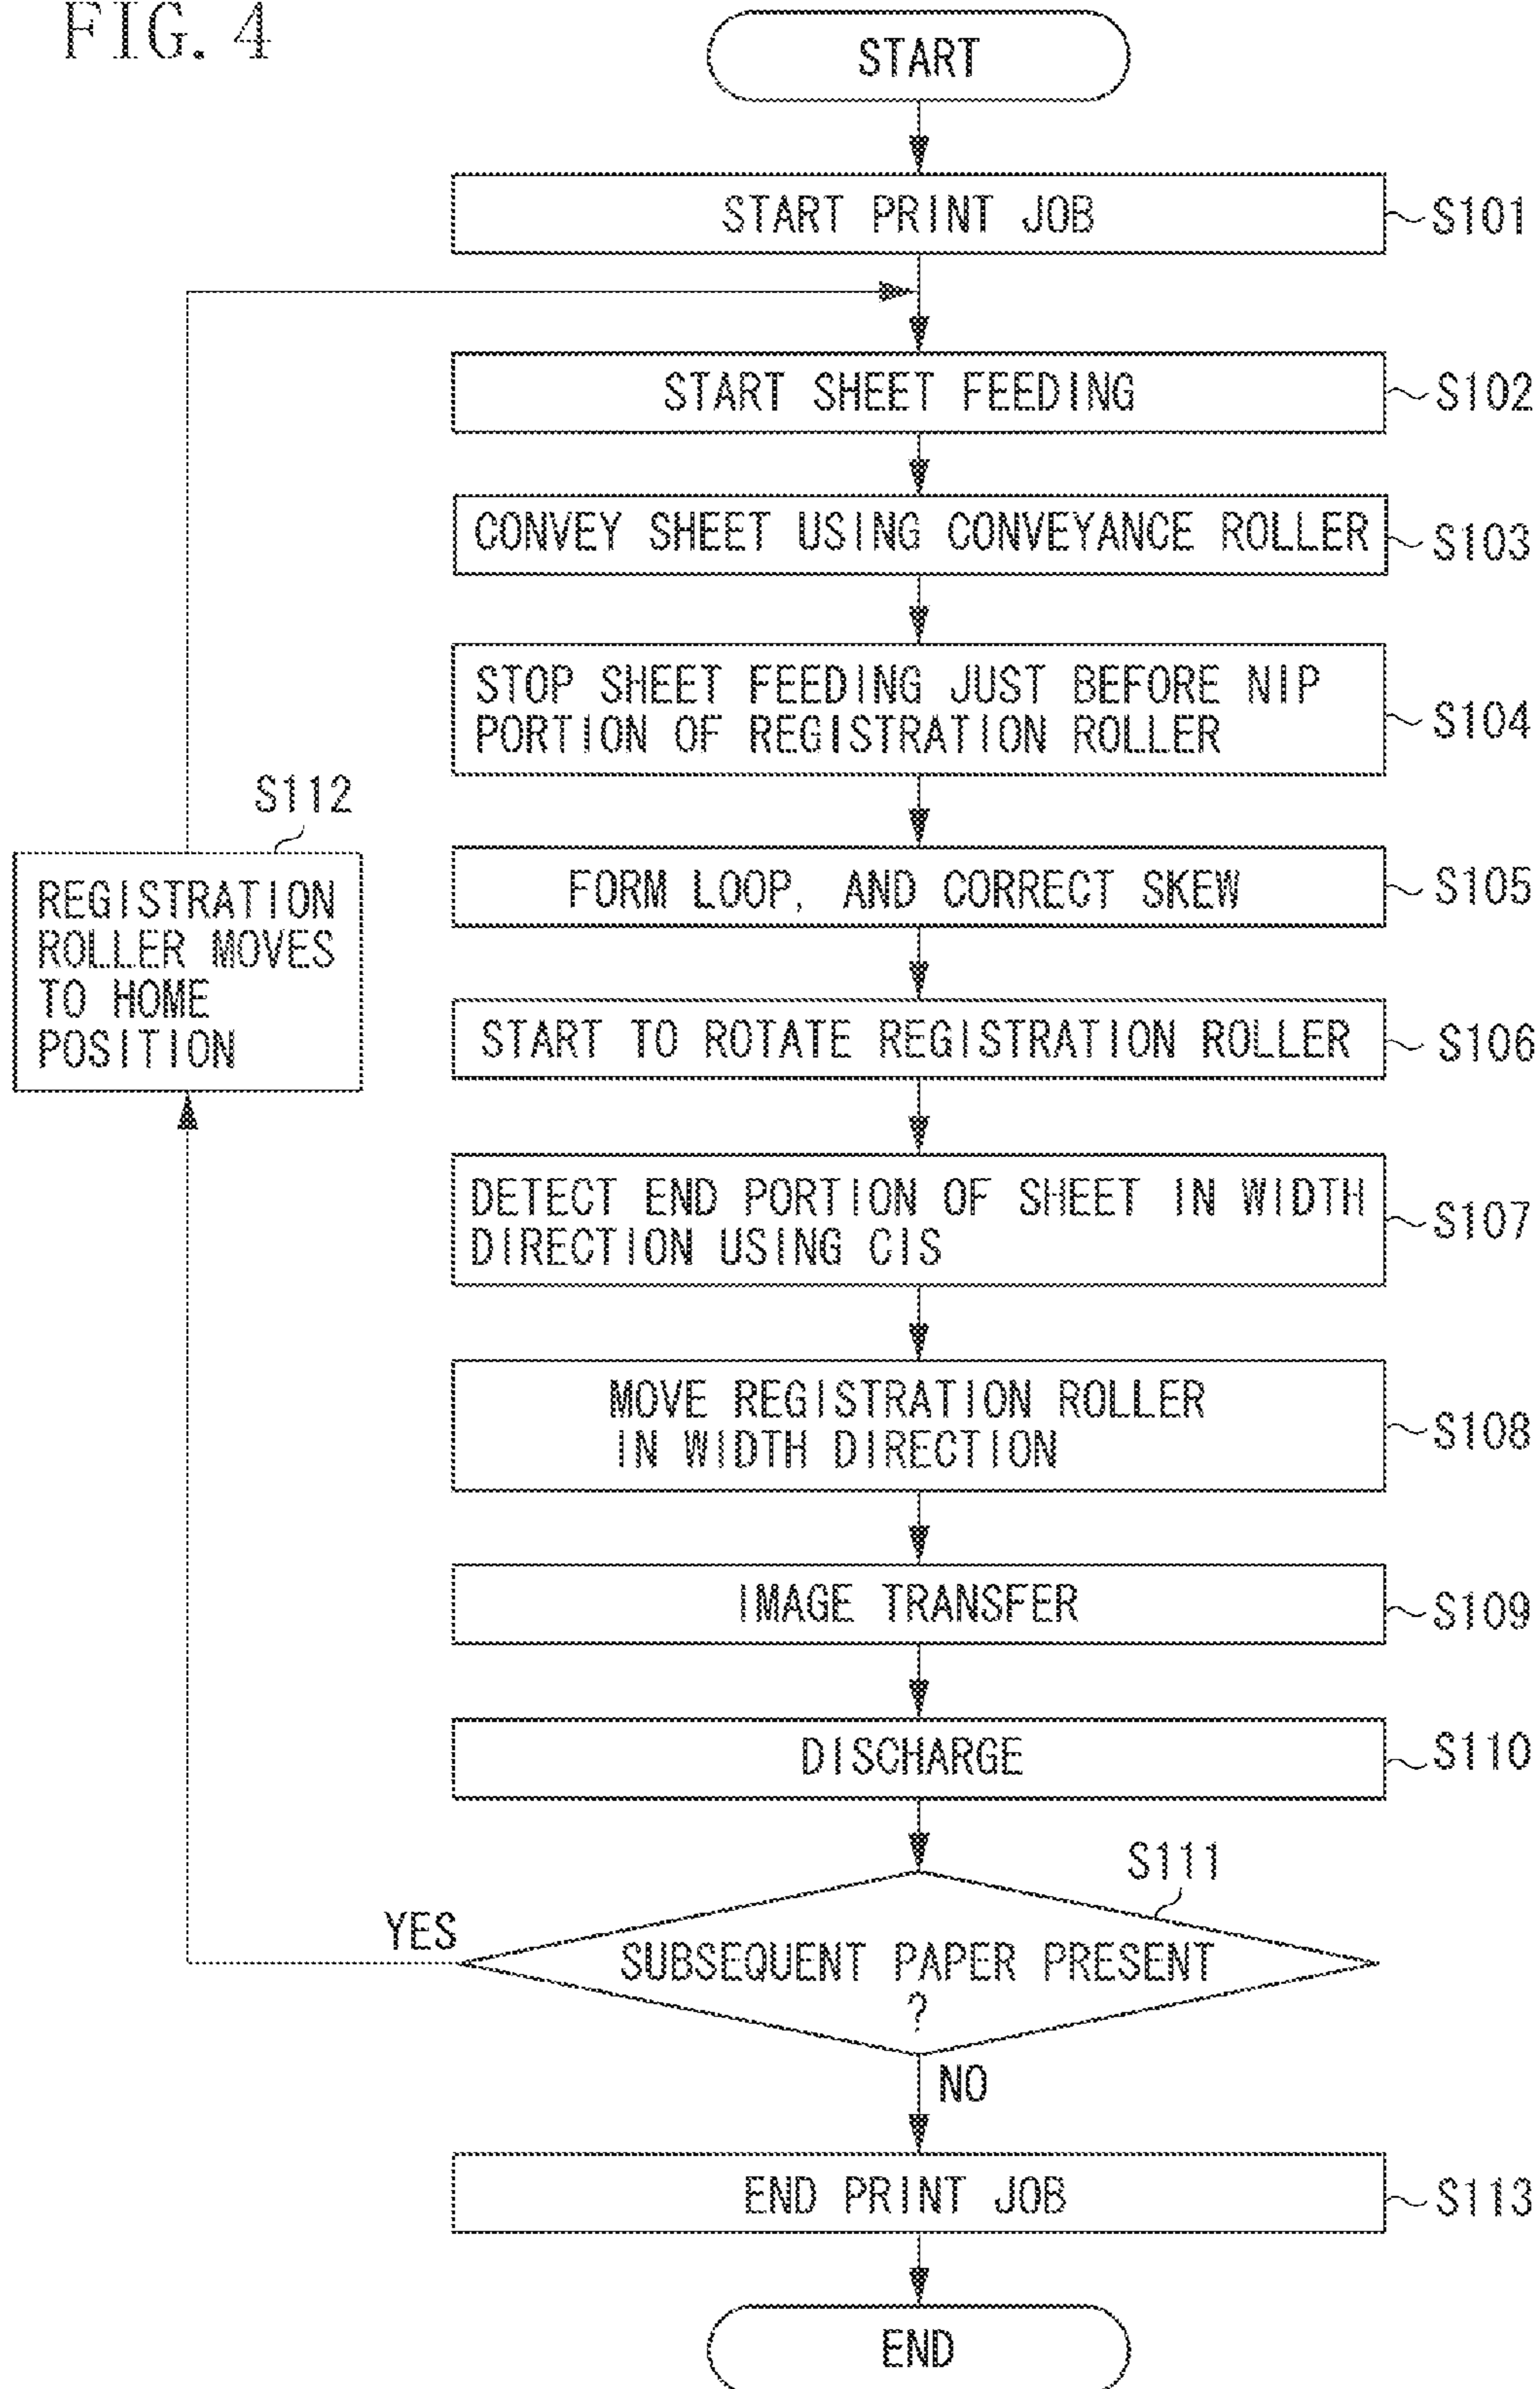 FIG. 4
START
START PRINT JOB
S101
START SHEET FEEDING
S102
CONVEY SHEET USING CONVEYANCE ROLLER
S103
STOP SHEET FEEDING JUST BEFORE NIP
PORTION OF REGISTRATION ROLLER
S104
S112
REGISTRATION
ROLLER MOVES
TO HOME
POSITION
FORM LOOP, AND CORRECT SKEW
S105
START TO ROTATE REGISTRATION ROLLER
S106
DETECT END PORTION OF SHEET IN WIDTH
DIRECTION USING CIS
S107
MOVE REGISTRATION ROLLER
IN WIDTH DIRECTION
S108
IMAGE TRANSFER
S109
DISCHARGE
S110
S111
YES
SUBSEQUENT PAPER PRESENT
?
NO
END PRINT JOB
S113
END